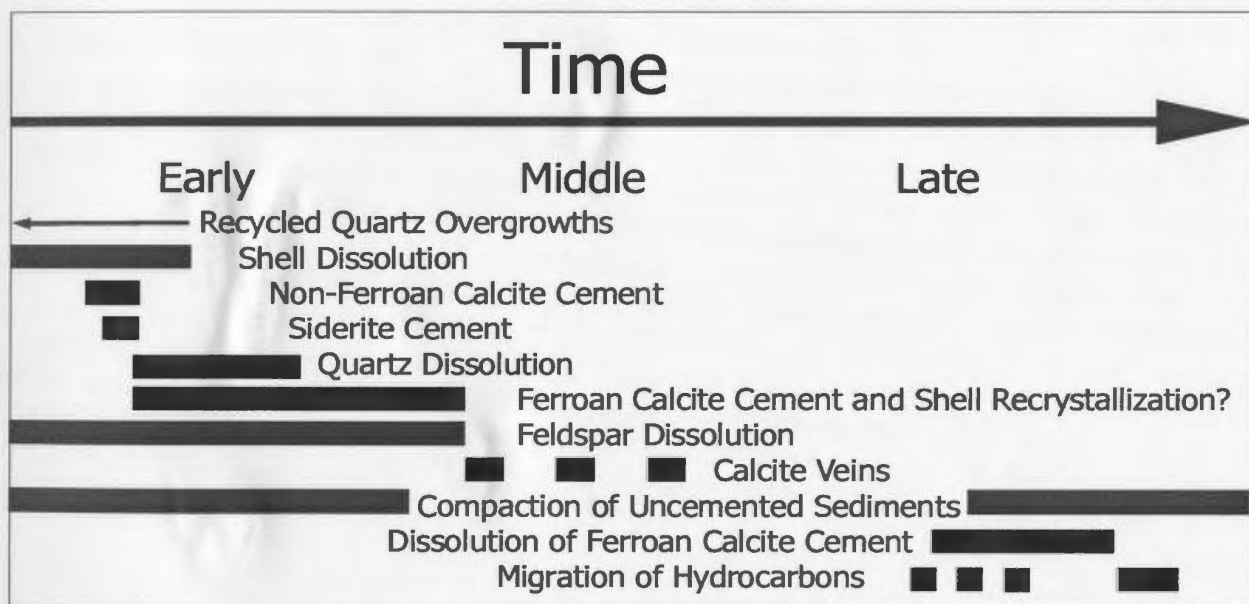 Time
Early Middle Late
Recycled Quartz Overgrowths
Shell Dissolution
Non-Ferroan Calcite Cement
Siderite Cement
Quartz Dissolution
Ferroan Calcite Cement and Shell Recrystallization?
Feldspar Dissolution
Calcite Veins
Compaction of Uncemented Sediments
Dissolution of Ferroan Calcite Cement
Migration of Hydrocarbons